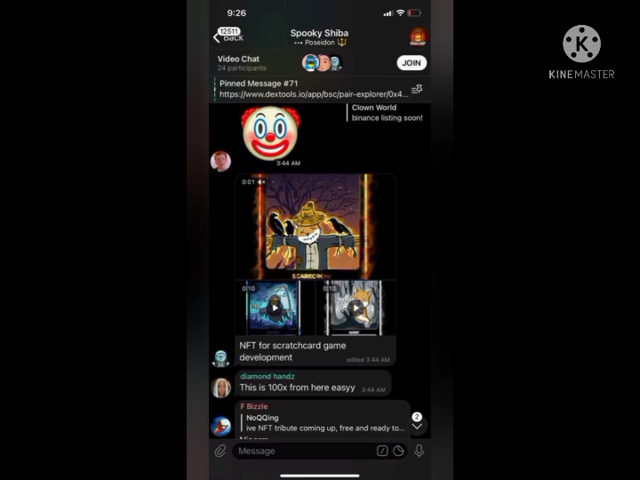 9:26
12511
Back
Spooky Shiba
••• Poseidon 🔱
Video Chat
24 participants
JOIN
Pinned Message #71
https://www.dextools.io/app/bsc/pair-explorer/0x4...
Clown World
binance listing soon!
3:44 AM
0:01
0:10
0:10
NFT for scratchcard game
development
edited 3:44 AM
diamond handz
This is 100x from here easyy
3:44 AM
F Bizzle
NoQQing
ive NFT tribute coming up, free and ready to...
2
Message
KINEMASTER